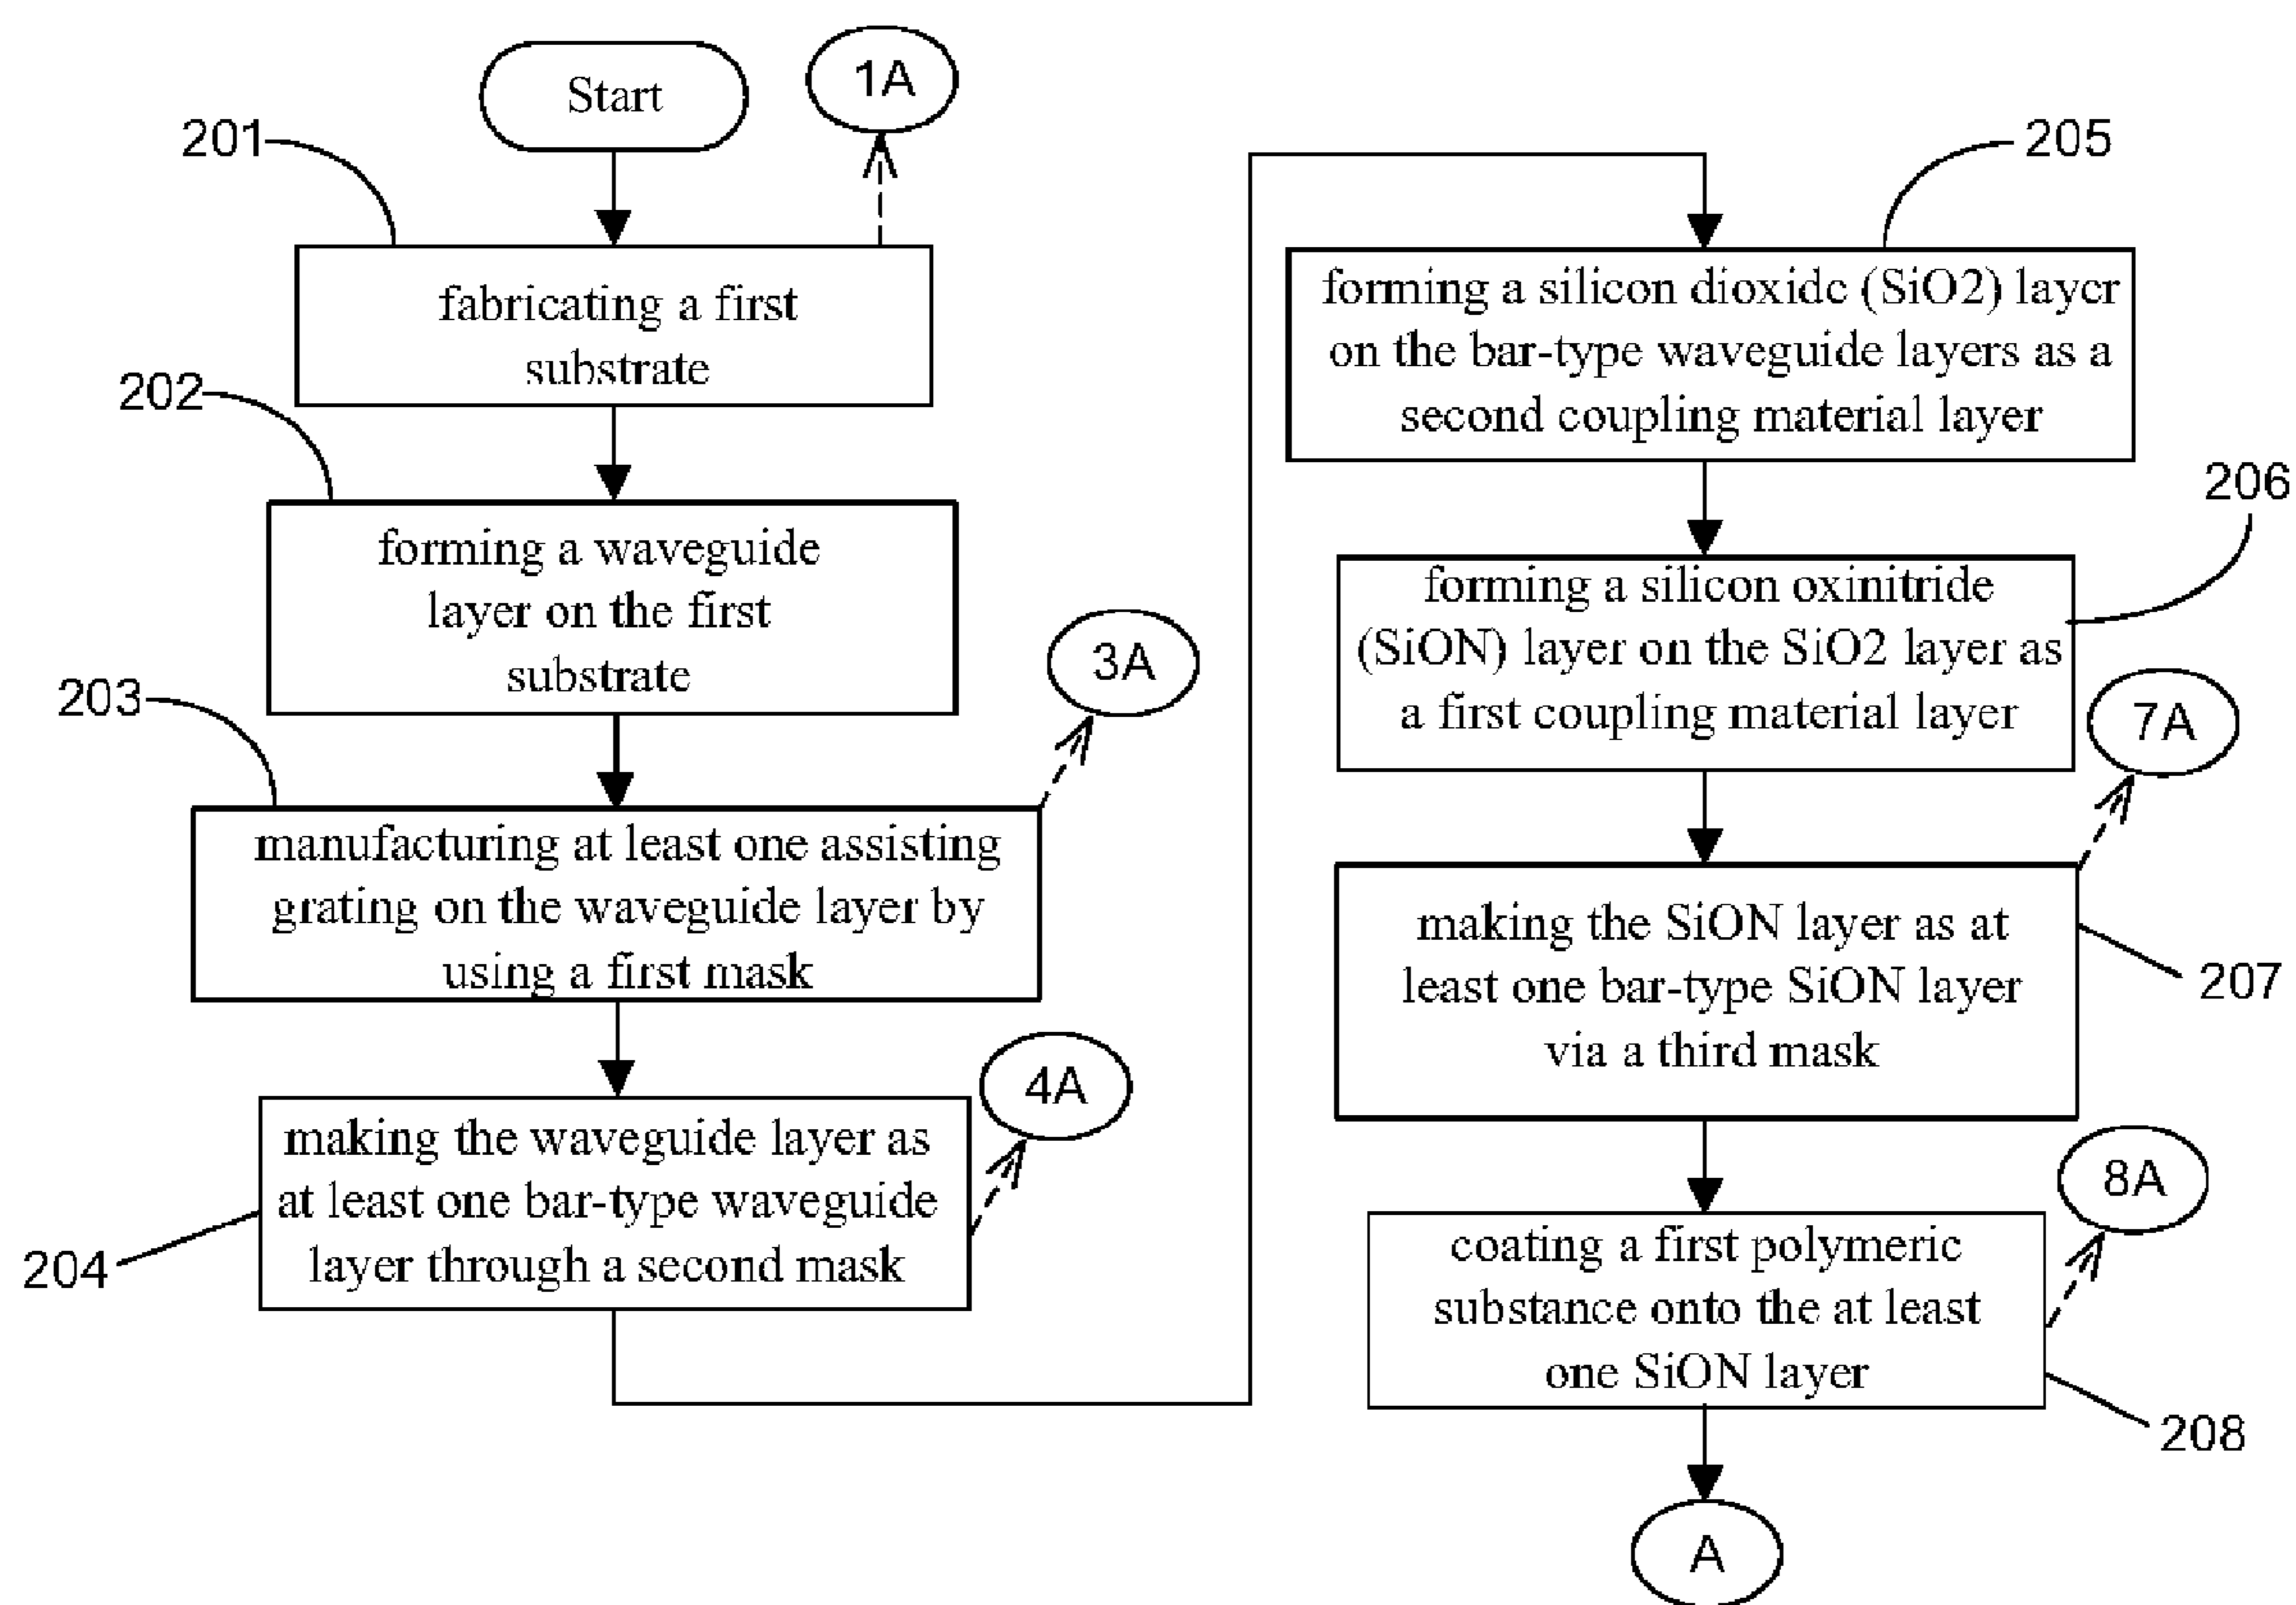 Start
1A
201
fabricating a first
substrate
202
forming a waveguide
layer on the first
substrate
203
3A
manufacturing at least one assisting
grating on the waveguide layer by
using a first mask
4A
making the waveguide layer as
at least one bar-type waveguide
layer through a second mask
204
205
forming a silicon dioxide (SiO2) layer
on the bar-type waveguide layers as a
second coupling material layer
206
forming a silicon oxinitride
(SiON) layer on the SiO2 layer as
a first coupling material layer
7A
making the SiON layer as at
least one bar-type SiON layer
via a third mask
207
8A
coating a first polymeric
substance onto the at least
one SiON layer
208
A